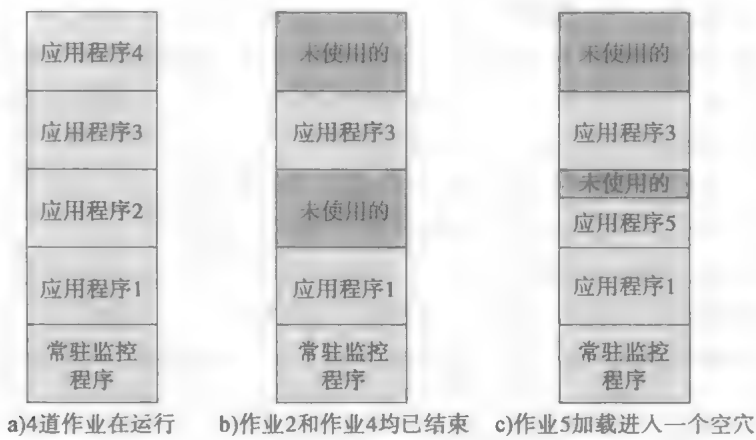 应用程序4
应用程序3
应用程序2
应用程序1
常驻监控
程序
a)4道作业在运行
未使用的
应用程序3
未使用的
应用程序1
常驻监控
程序
b)作业2和作业4均已结束
未使用的
应用程序3
未使用的
应用程序5
应用程序1
常驻监控
程序
c)作业5加载进入一个空穴